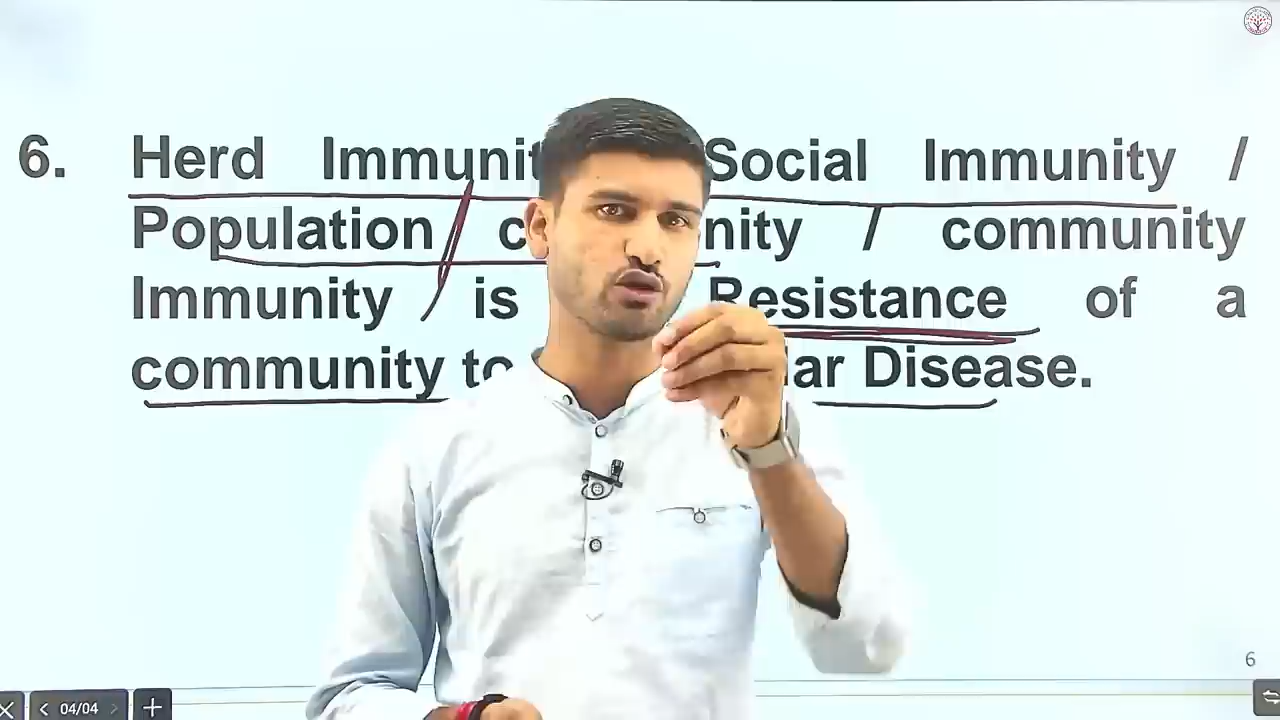 6. Herd Immunit Social Immunity /
Population c nity / community
Immunity is Resistance of a
community to lar Disease.
6
04/04